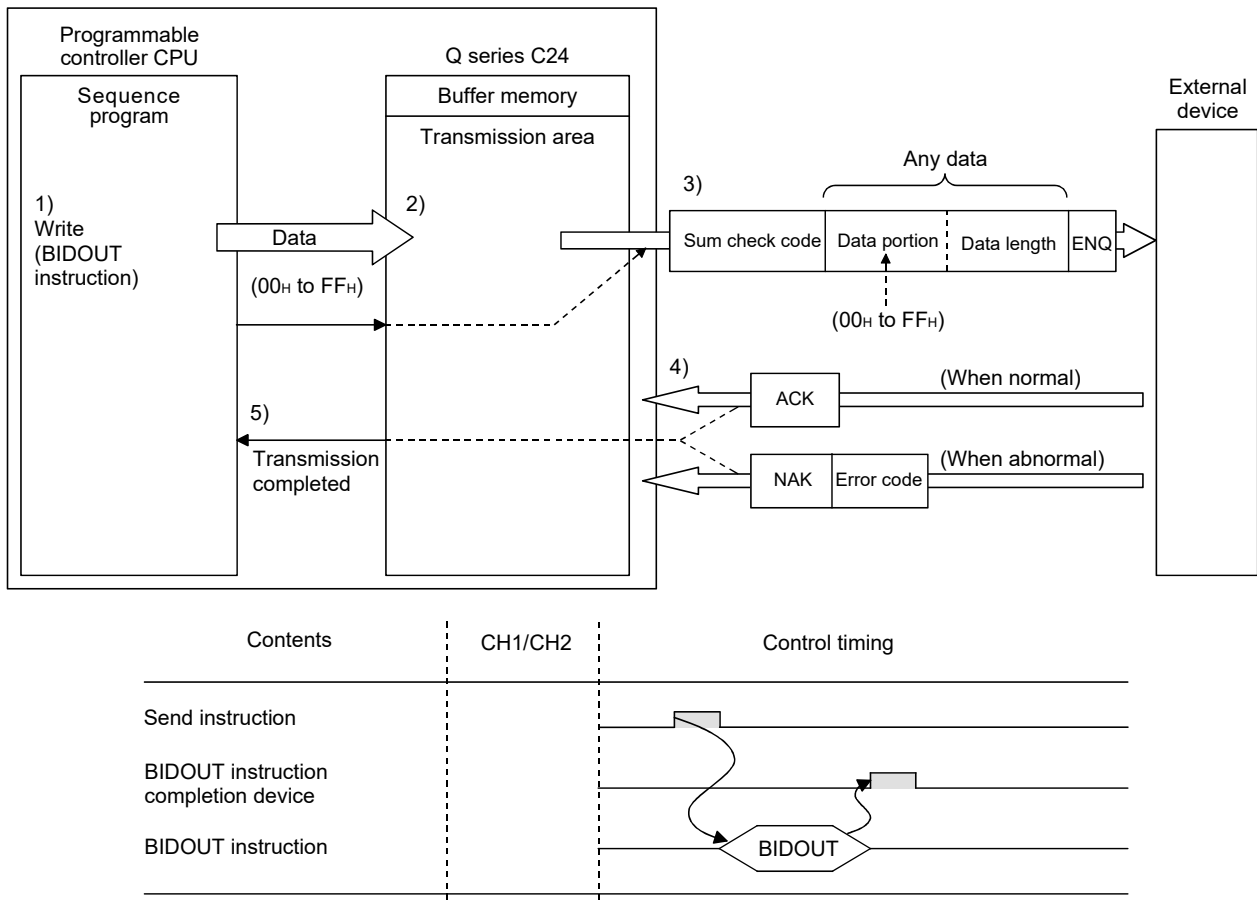 Programmable
controller CPU
Q series C24
External
device
Sequence
program
Buffer memory
Transmission area
1)
Write
(BIDOUT
instruction)
Data
(00H to FFH)
2)
3)
Any data
Sum check code
Data portion
Data length
ENQ
(00H to FFH)
4)
ACK
(When normal)
5)
Transmission
completed
NAK
Error code
(When abnormal)
Contents
CH1/CH2
Control timing
Send instruction
BIDOUT instruction
completion device
BIDOUT instruction
BIDOUT